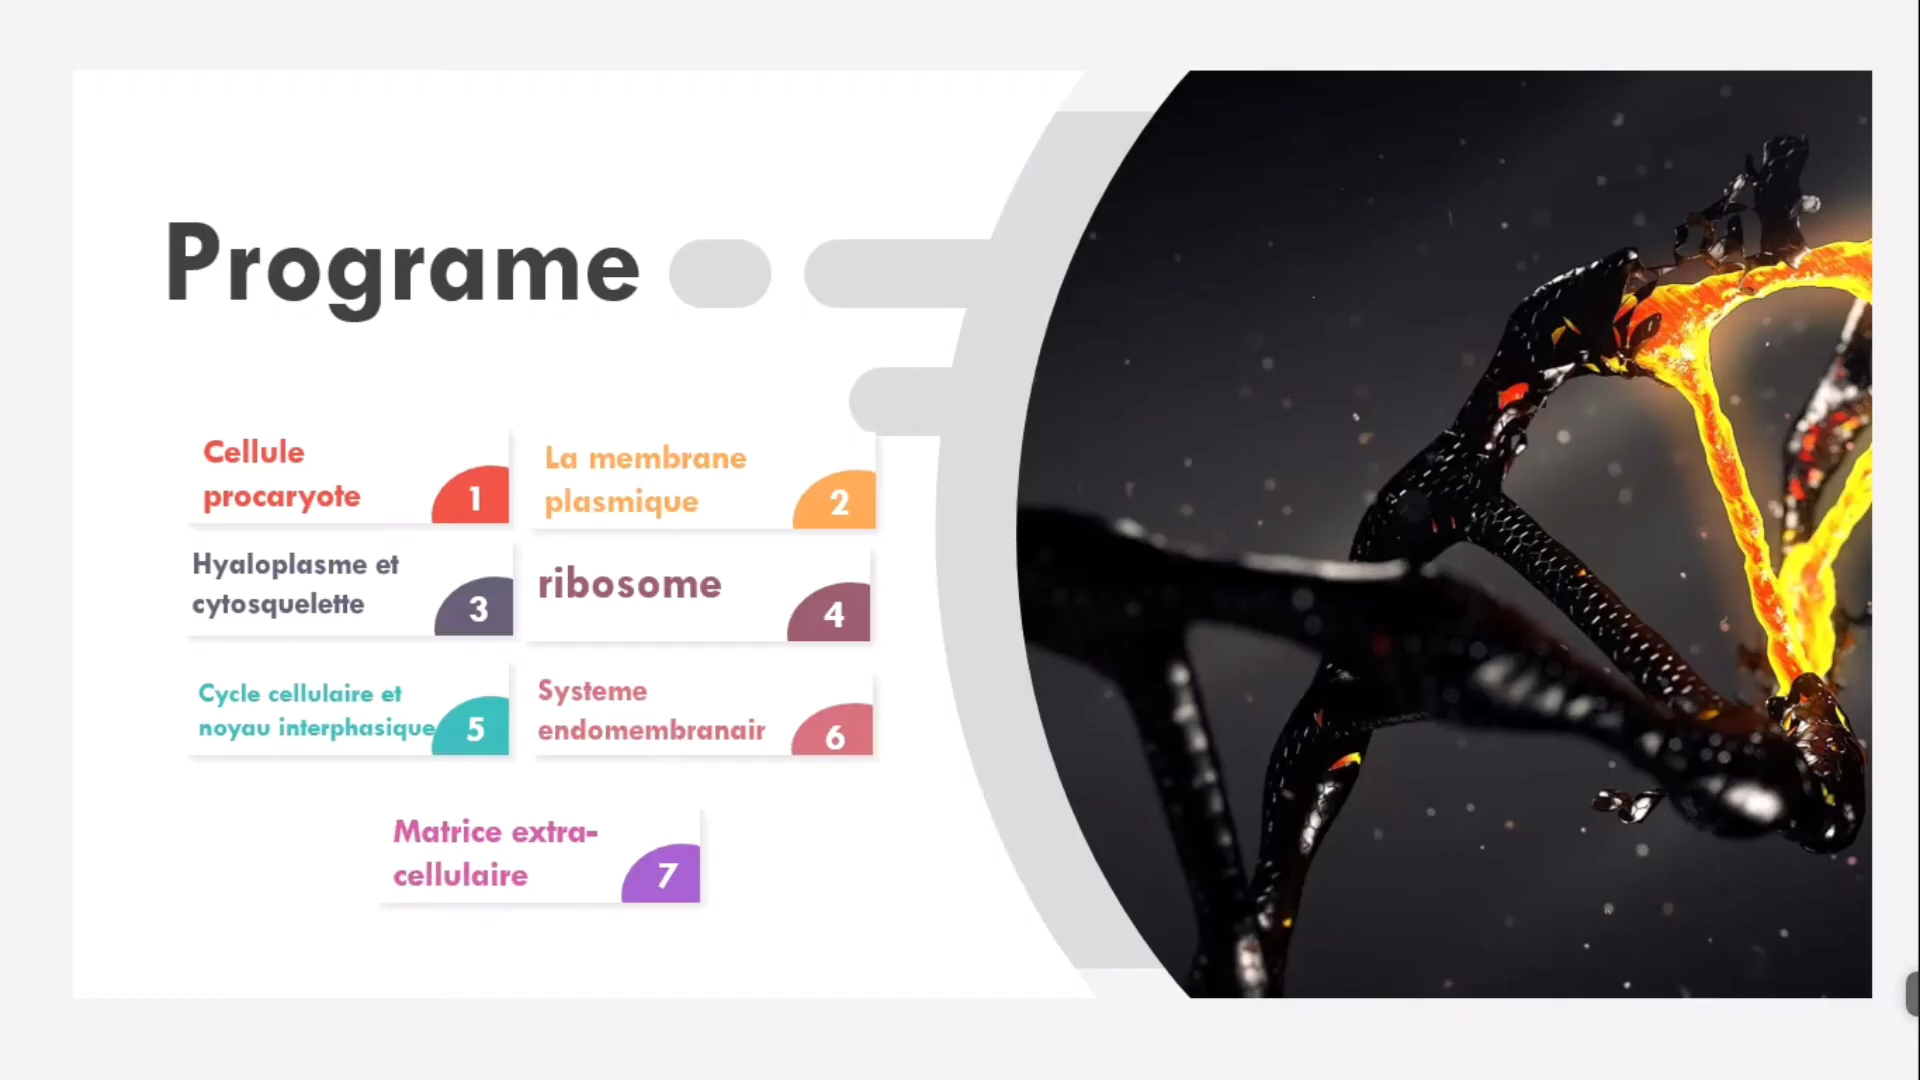 Programe
Cellule
procaryote
1
La membrane
plasmique
2
Hyaloplasme et
cytosquelette
3
ribosome
4
Cycle cellulaire et
noyau interphasique
5
Systeme
endomembranair
6
Matrice extra-
cellulaire
7